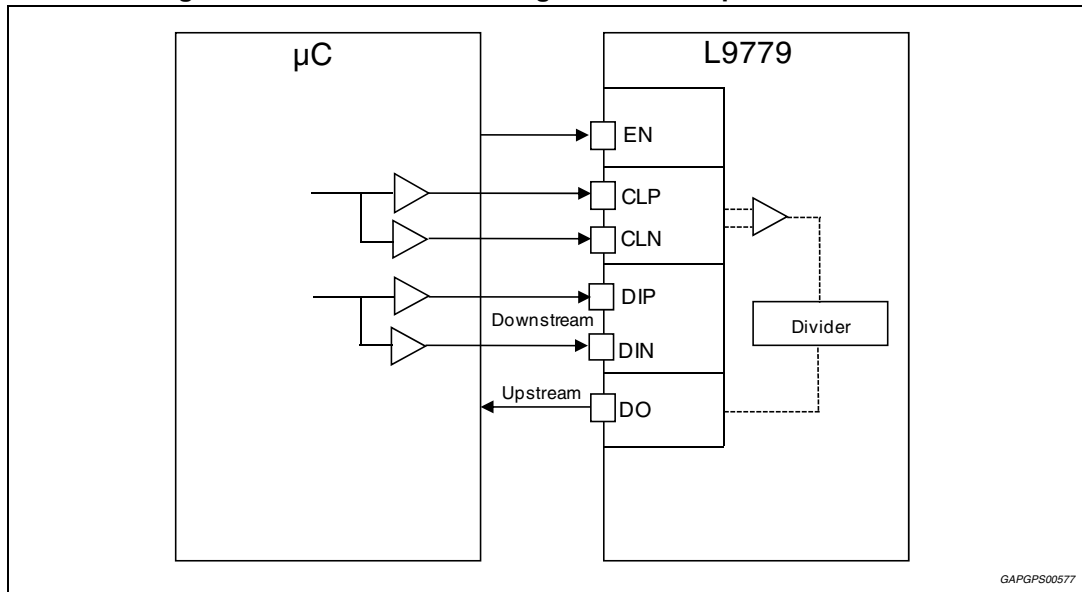 µC
L9779
EN
CLP
CLN
DIP
Downstream
DIN
Divider
Upstream
DO
GAPGPS00577